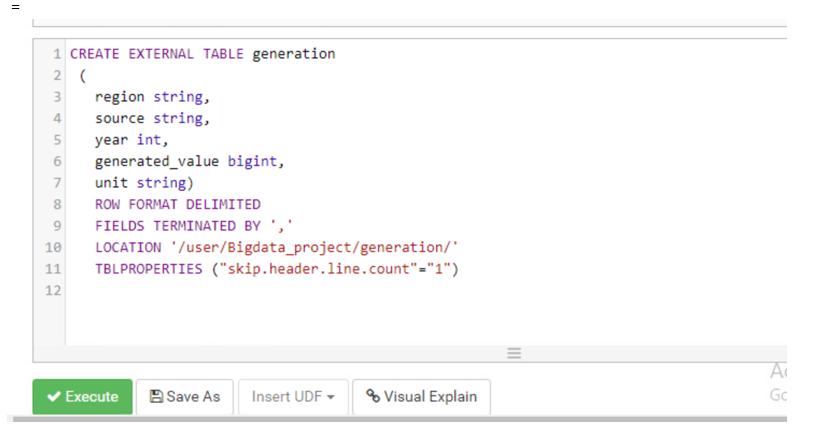 =
1 CREATE EXTERNAL TABLE generation
2 (
3 region string,
4 source string,
5 year int,
6 generated_value bigint,
7 unit string)
8 ROW FORMAT DELIMITED
9 FIELDS TERMINATED BY ','
10 LOCATION '/user/Bigdata_project/generation/'
11 TBLPROPERTIES ("skip.header.line.count"="1")
12
Execute Save As Insert UDF Visual Explain